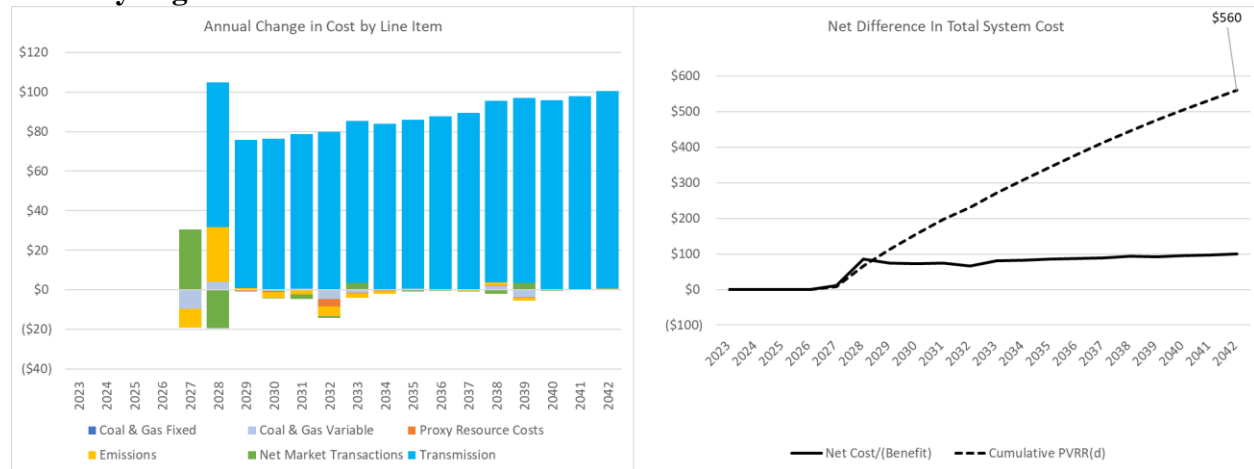 Annual Change in Cost by Line Item
$120
$100
$80
$60
$40
$20
$0
($20)
($40)
2023 2024 2025 2026 2027 2028 2029 2030 2031 2032 2033 2034 2035 2036 2037 2038 2039 2040 2041 2042
Coal & Gas Fixed Coal & Gas Variable Proxy Resource Costs
Emissions Net Market Transactions Transmission
Net Difference In Total System Cost
$560
$600
$500
$400
$300
$200
$100
$0
($100)
2023 2024 2025 2026 2027 2028 2029 2030 2031 2032 2033 2034 2035 2036 2037 2038 2039 2040 2041 2042
Net Cost/(Benefit) Cumulative PVRR(d)